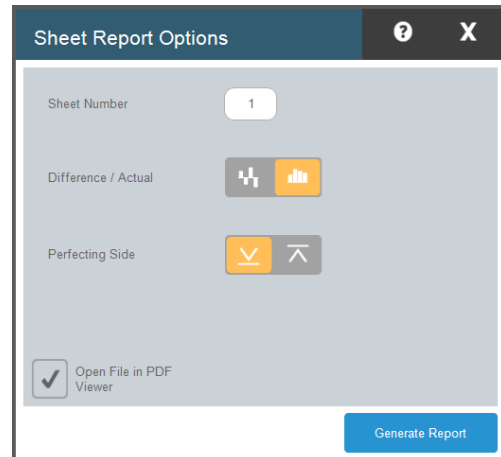 Sheet Report Options
? X
Sheet Number
1
Difference / Actual
Perfecting Side
Open File in PDF
Viewer
Generate Report